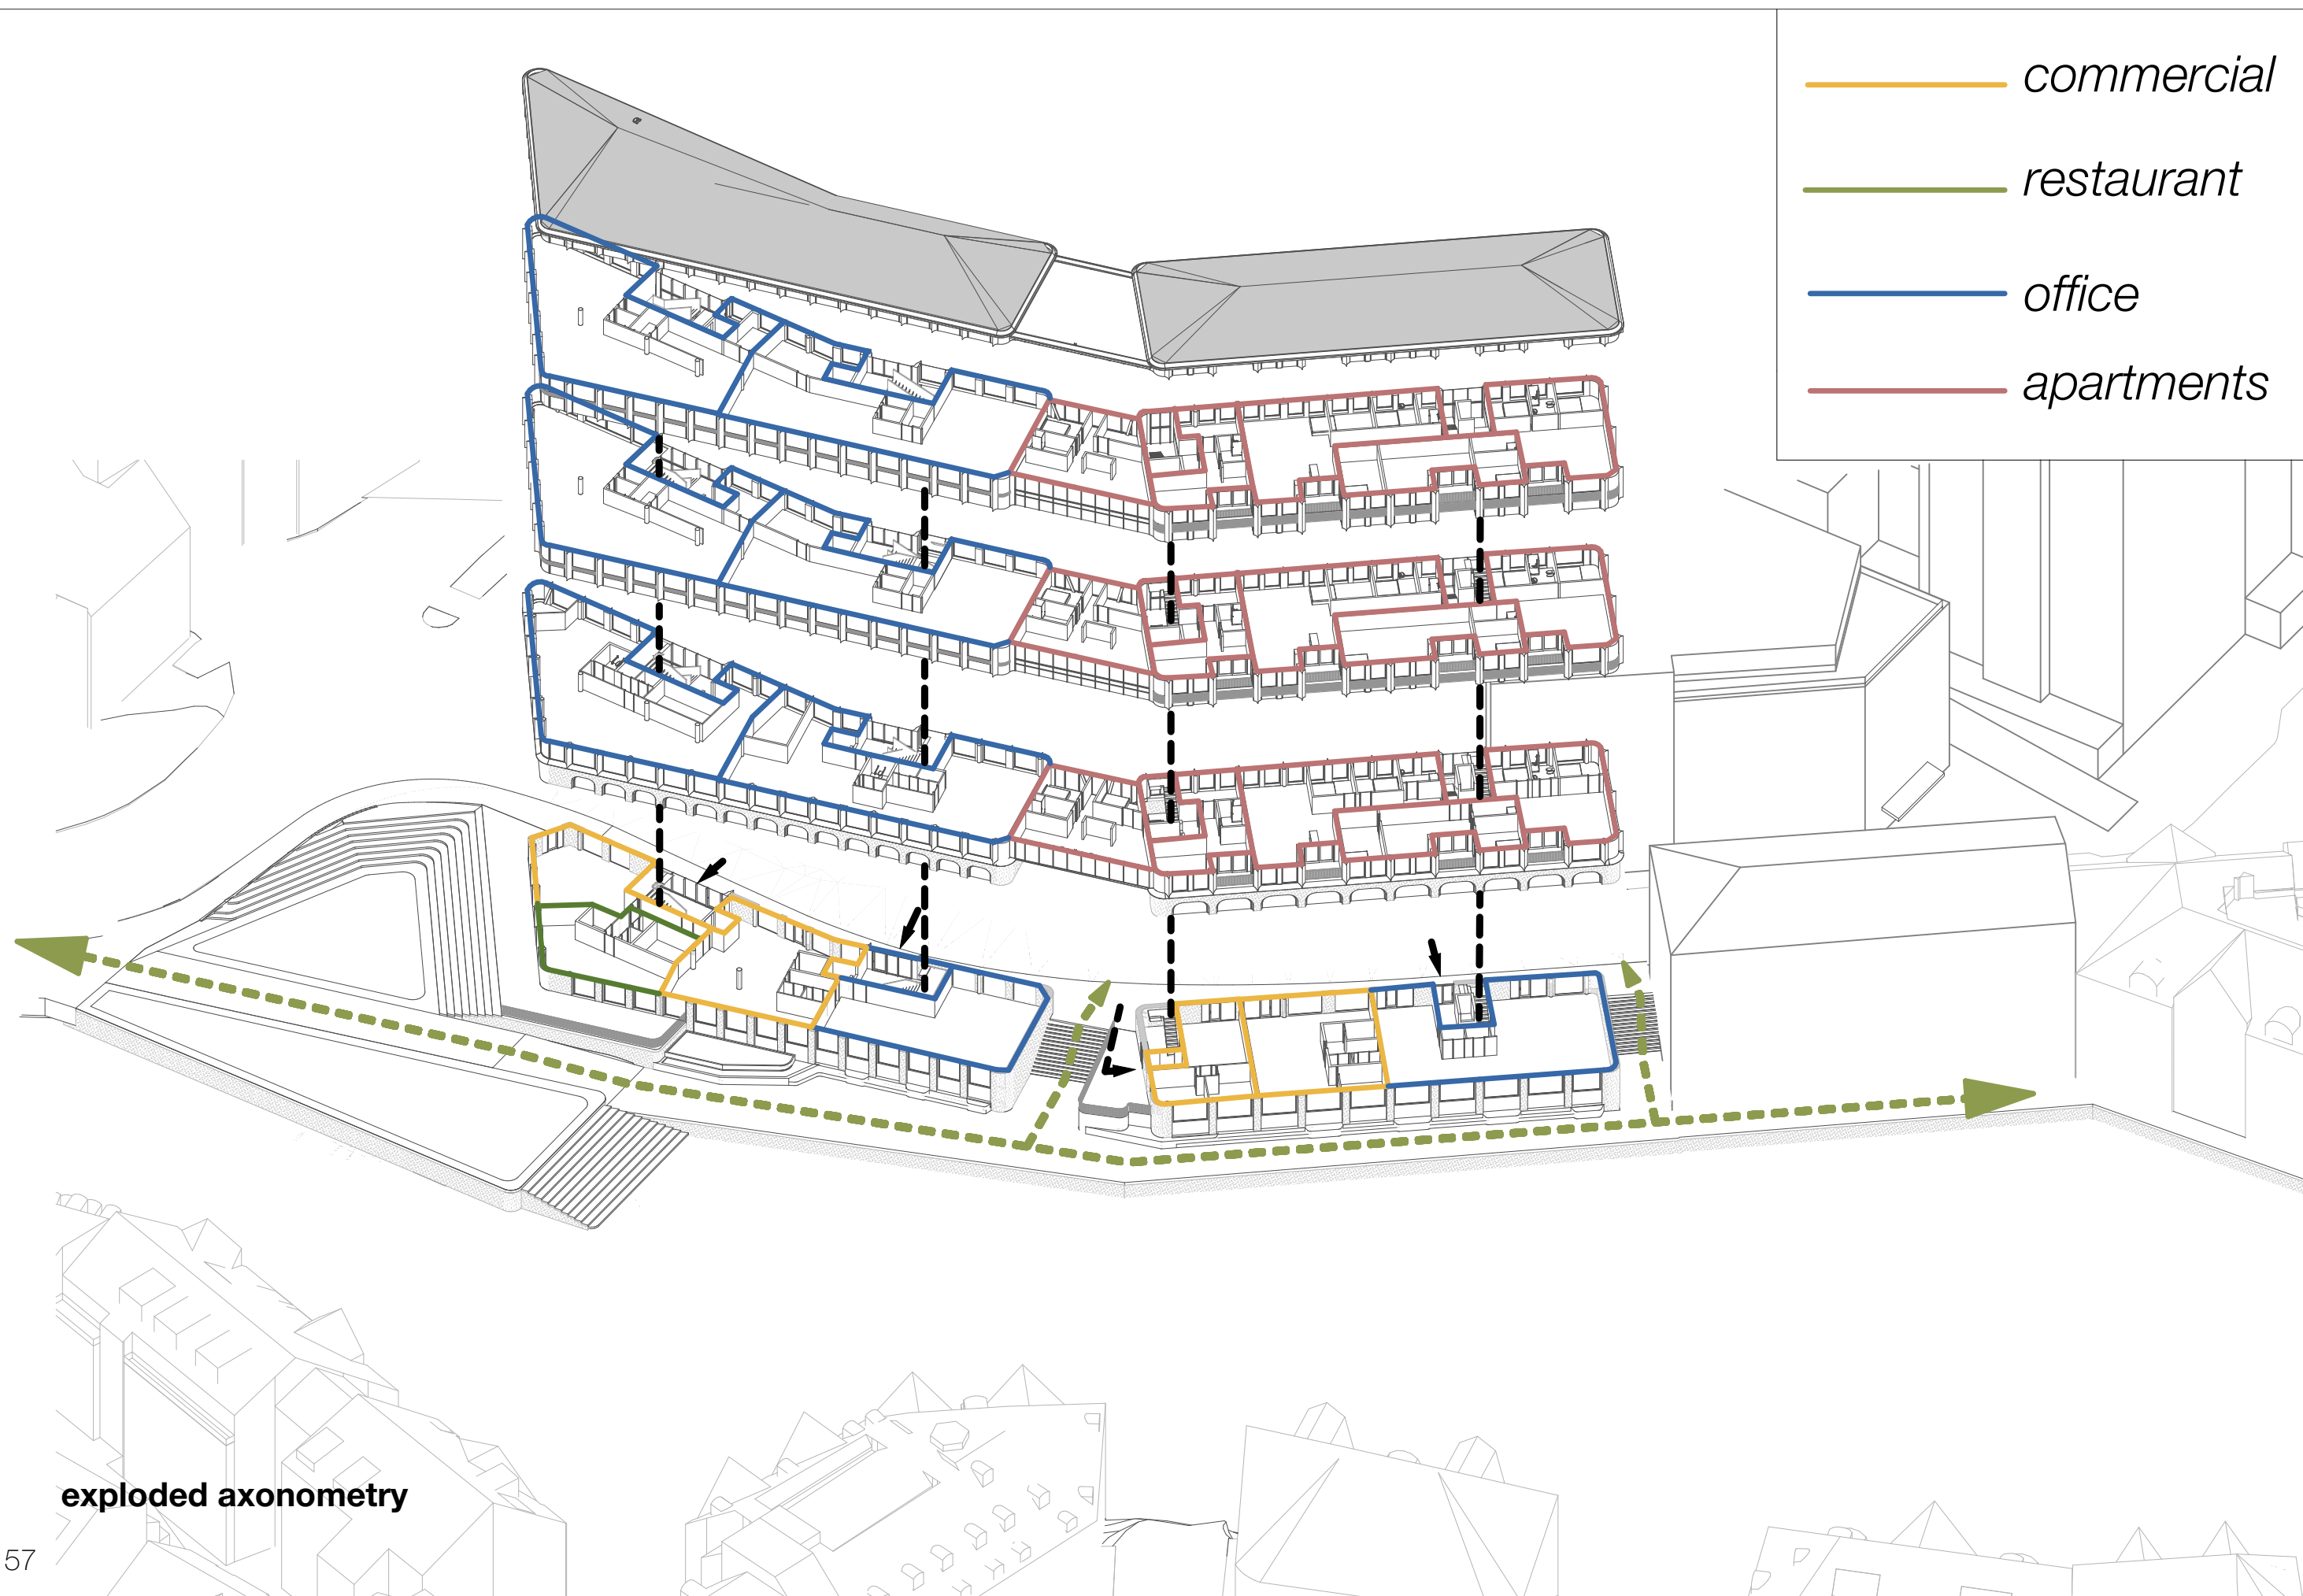 commercial
restaurant
office
apartments
exploded axonometry
57